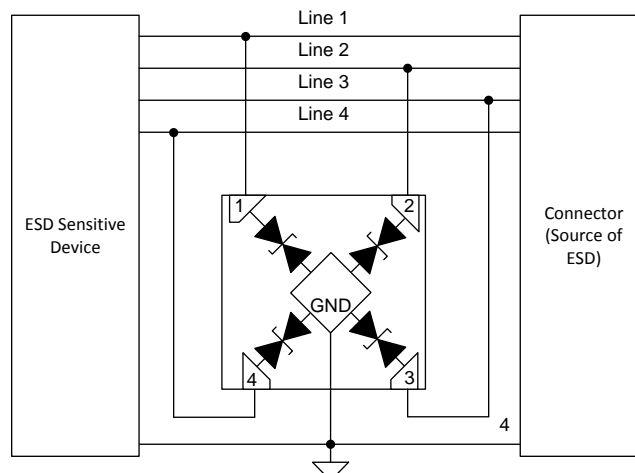 Line 1
Line 2
Line 3
Line 4
1
2
ESD Sensitive
Device
Connector
(Source of
ESD)
GND
4
3
4